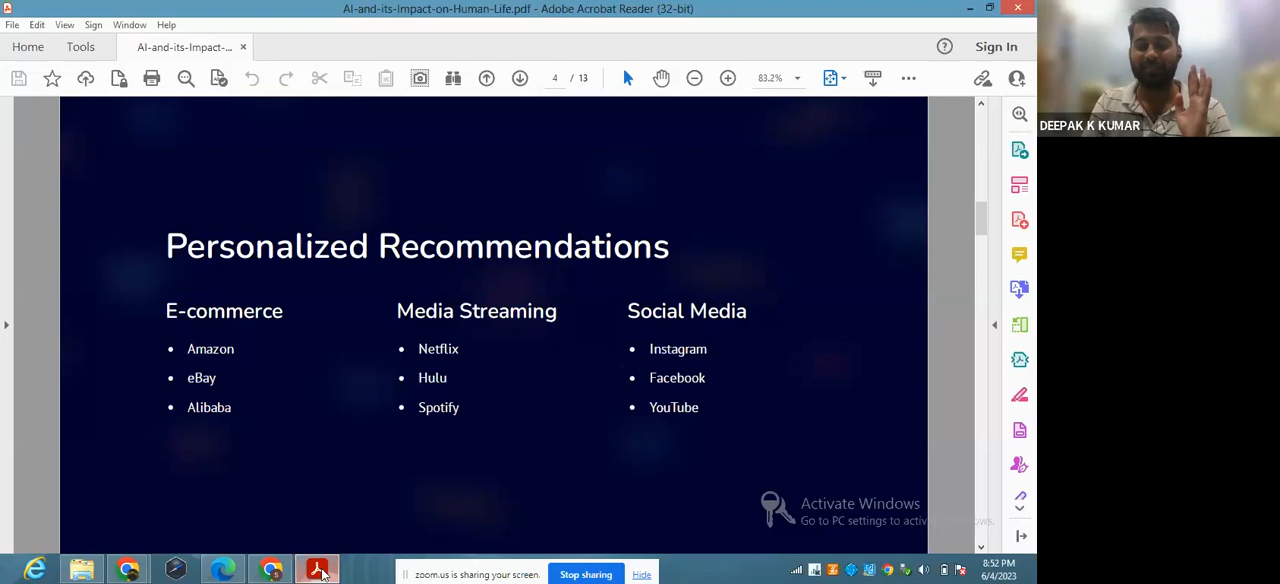 AI-and-its-Impact-on-Human-Life.pdf - Adobe Acrobat Reader (32-bit)
File Edit View Sign Window Help
Home Tools AI-and-its-Impact-... × Sign In
4 / 13 83.2%
DEEPAK K KUMAR
Personalized Recommendations
E-commerce
• Amazon
• eBay
• Alibaba
Media Streaming
• Netflix
• Hulu
• Spotify
Social Media
• Instagram
• Facebook
• YouTube
Activate Windows
Go to PC settings to activ
zoom.us is sharing your screen. Stop sharing Hide
8:52 PM
6/4/2023